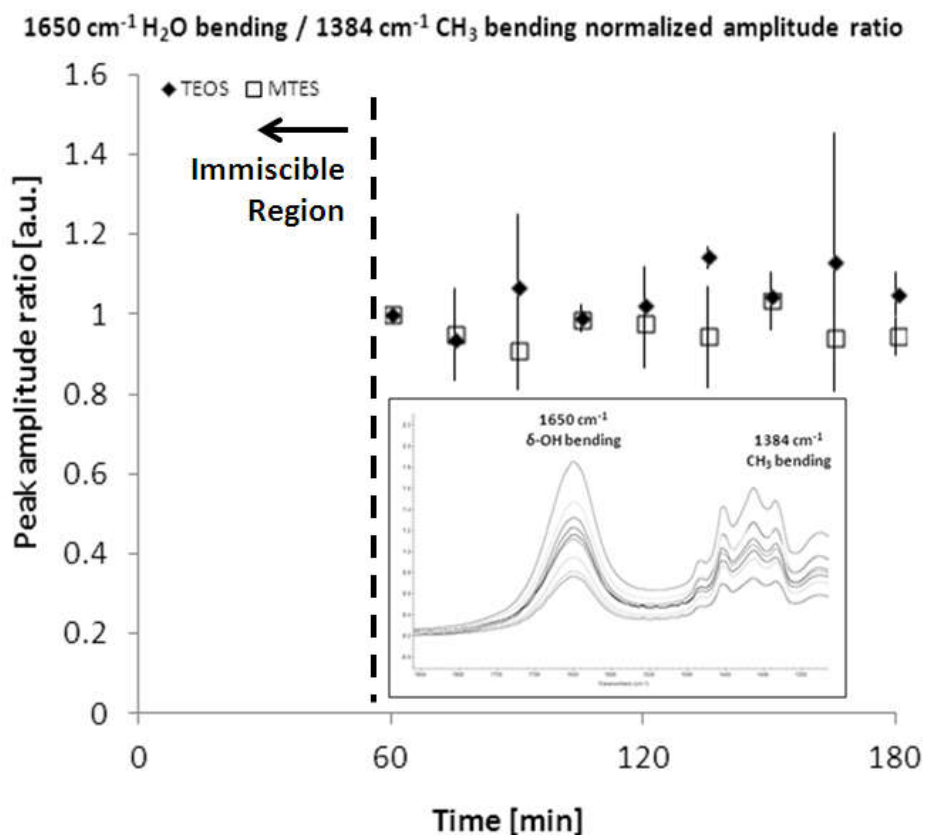 1650 cm⁻¹ H₂O bending / 1384 cm⁻¹ CH₃ bending normalized amplitude ratio
1.6
1.4
1.2
1
0.8
0.6
0.4
0.2
0
Peak amplitude ratio [a.u.]
TEOS MTES
Immiscible
Region
1650 cm⁻¹
δ-OH bending
1384 cm⁻¹
CH₃ bending
0 60 120 180
Time [min]